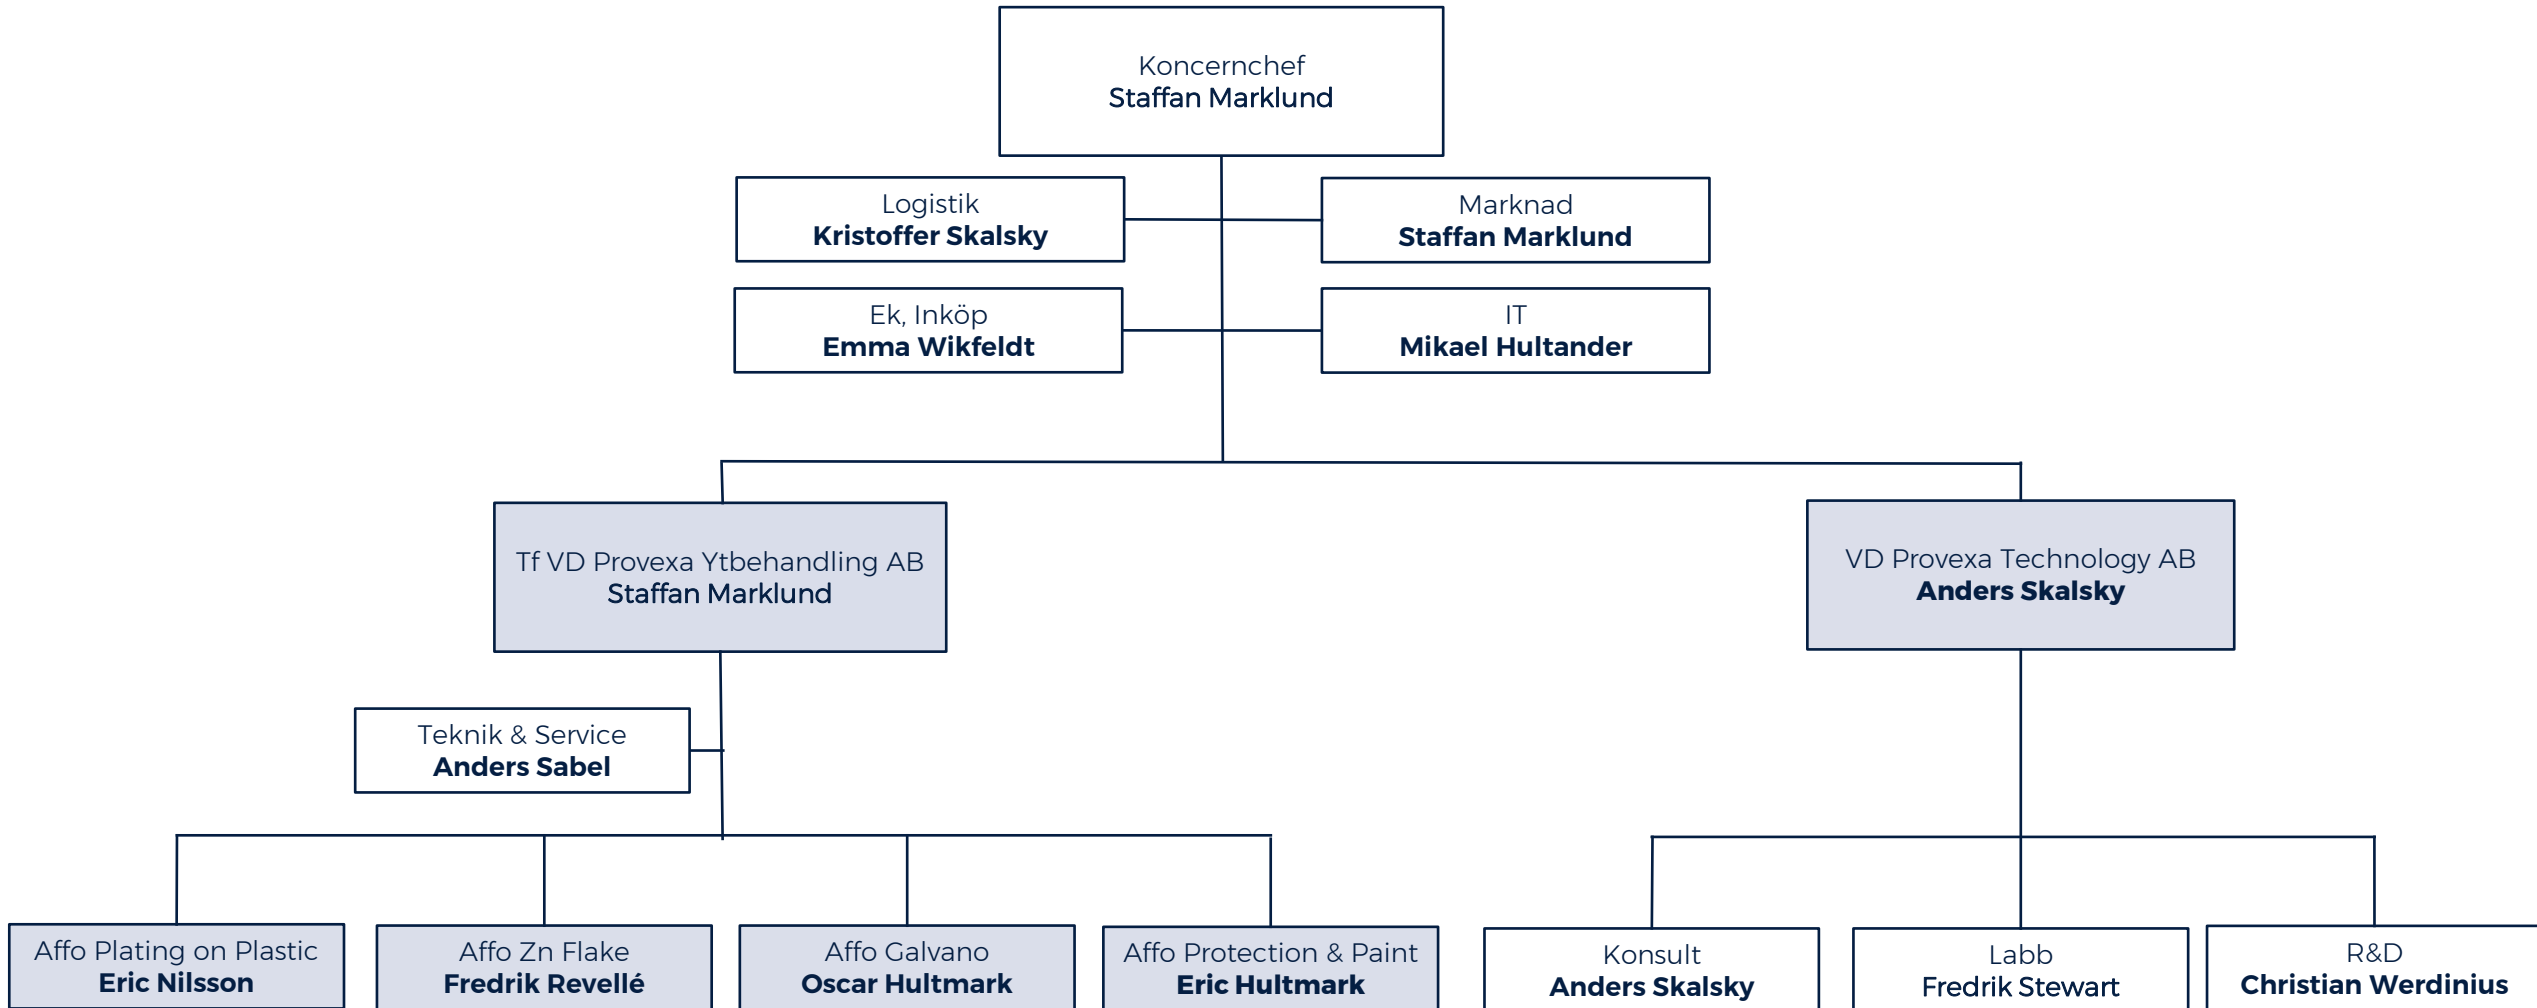 Koncernchef
Staffan Marklund
Logistik
Kristoffer Skalsky
Marknad
Staffan Marklund
Ek, Inköp
Emma Wikfeldt
IT
Mikael Hultander
Tf VD Provexa Ytbehandling AB
Staffan Marklund
VD Provexa Technology AB
Anders Skalsky
Teknik & Service
Anders Sabel
Affo Plating on Plastic
Eric Nilsson
Affo Zn Flake
Fredrik Revellé
Affo Galvano
Oscar Hultmark
Affo Protection & Paint
Eric Hultmark
Konsult
Anders Skalsky
Labb
Fredrik Stewart
R&D
Christian Werdinius